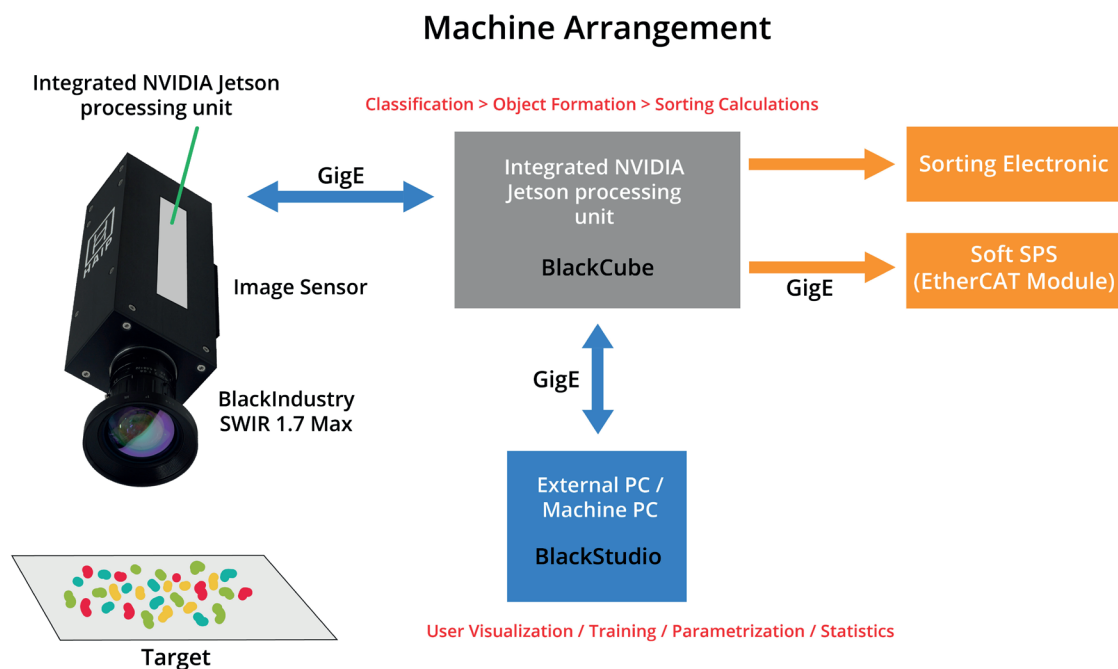 Machine Arrangement
Integrated NVIDIA Jetson
processing unit
Classification > Object Formation > Sorting Calculations
GigE
Integrated NVIDIA
Jetson processing
unit
BlackCube
Sorting Electronic
Soft SPS
(EtherCAT Module)
GigE
HAIP
Image Sensor
BlackIndustry
SWIR 1.7 Max
GigE
External PC /
Machine PC
BlackStudio
User Visualization / Training / Parametrization / Statistics
Target